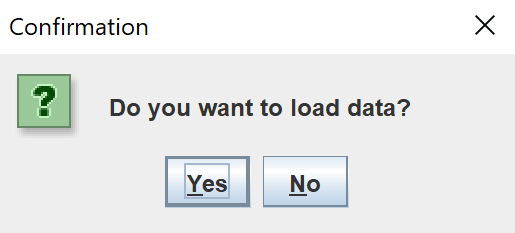 Confirmation
Do you want to load data?
Yes No